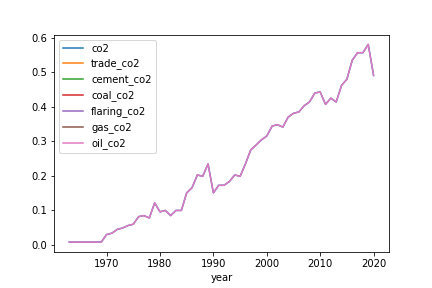 0.6
0.5
0.4
0.3
0.2
0.1
0.0
co2
trade_co2
cement_co2
coal_co2
flaring_co2
gas_co2
oil_co2
1970 1980 1990 2000 2010 2020
year